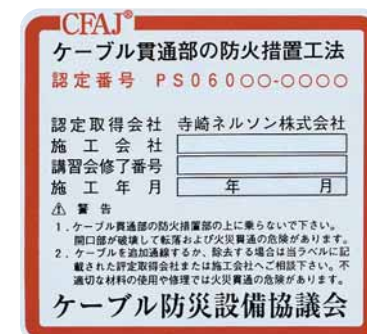 CFAJ®
ケーブル貫通部の防火措置工法
認定番号 PS060○○-○○○○
認定取得会社 寺崎ネルソン株式会社
施工会社
講習会修了番号
施工年月 年 月
⚠ 警告
1．ケーブル貫通部の防火措置部の上に乗らないで下さい。
開口部が破壊して転落および火災貫通の危険があります。
2．ケーブルを追加通線するか、除去する場合は当ラベルに記
載された評定取得会社または施工会社へご相談下さい。不
適切な材料の使用や修理では火災貫通の危険があります。
ケーブル防災設備協議会